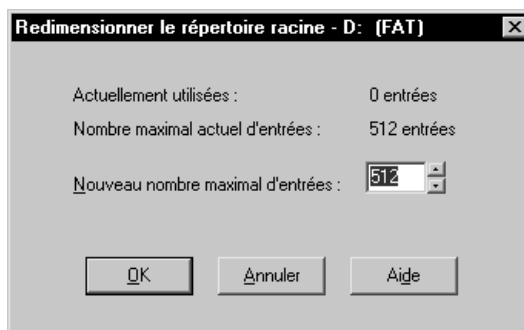 Redimensionner le répertoire racine - D: (FAT)
Actuellement utilisées : 0 entrées
Nombre maximal actuel d'entrées : 512 entrées
Nouveau nombre maximal d'entrées : 512
OK Annuler Aide